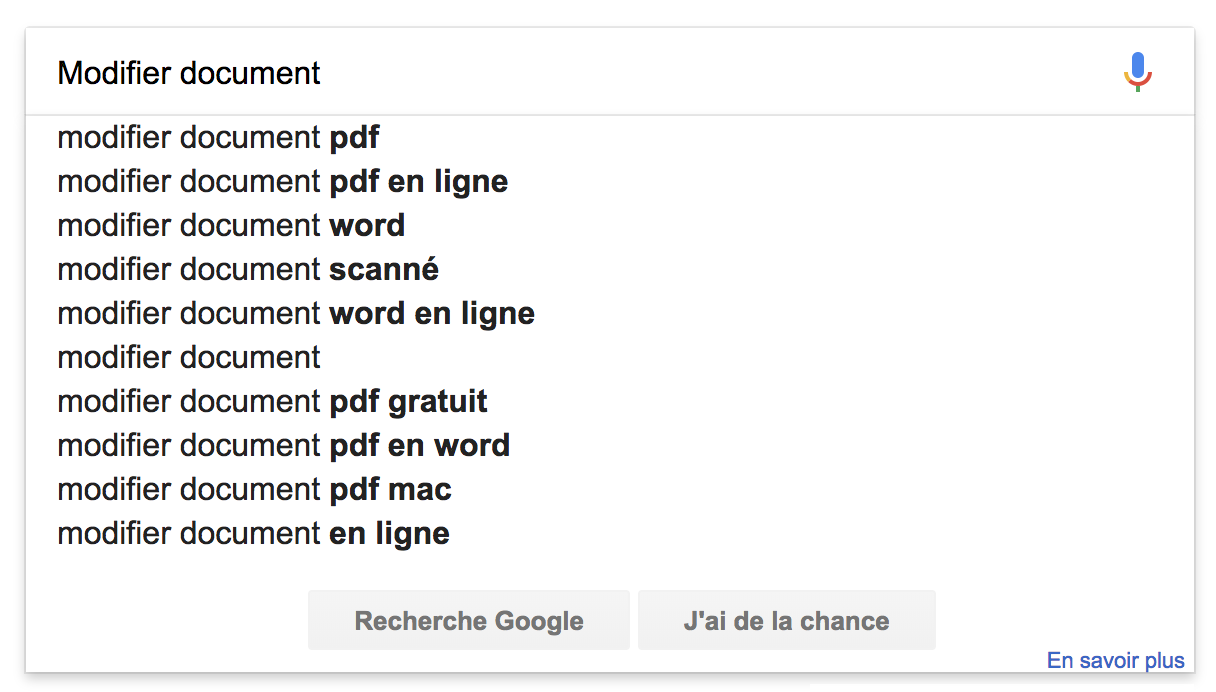 Modifier document
modifier document pdf
modifier document pdf en ligne
modifier document word
modifier document scanné
modifier document word en ligne
modifier document
modifier document pdf gratuit
modifier document pdf en word
modifier document pdf mac
modifier document en ligne
Recherche Google J'ai de la chance
En savoir plus